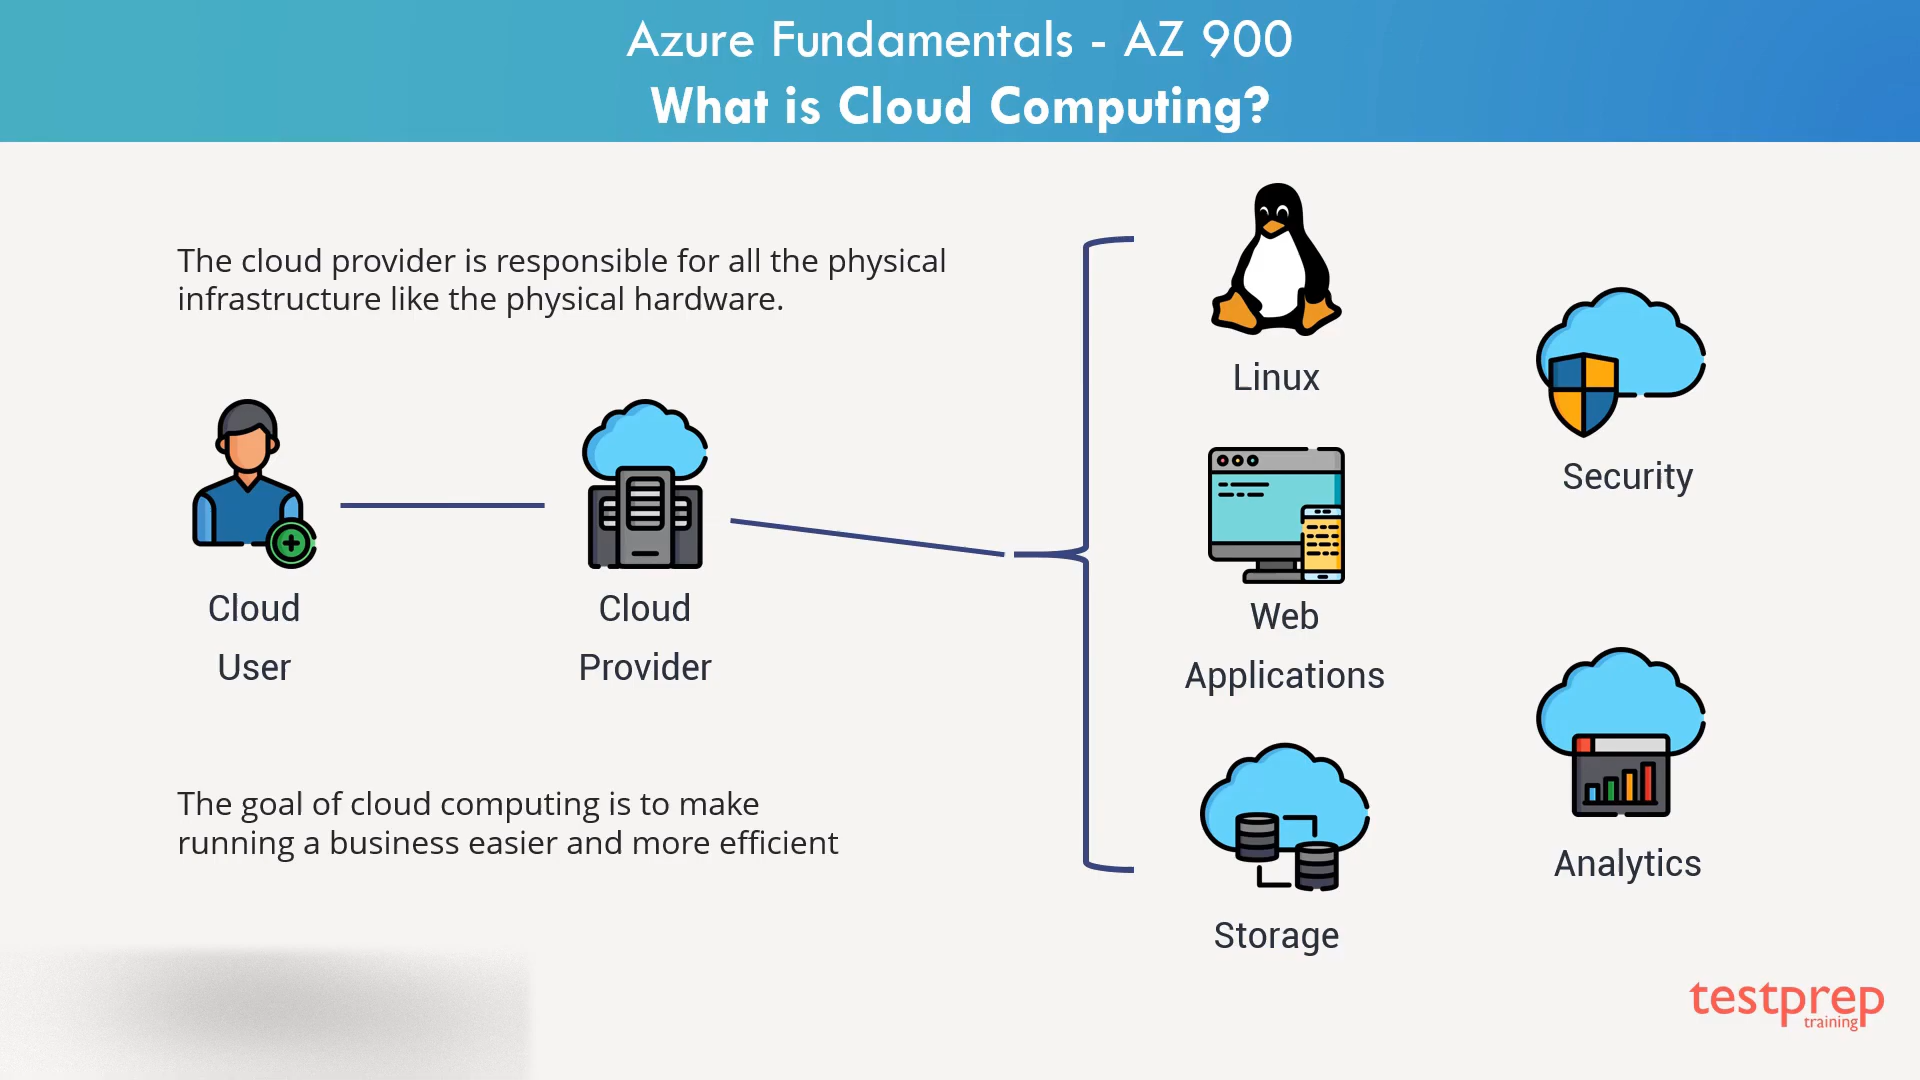 Azure Fundamentals - AZ 900
What is Cloud Computing?
The cloud provider is responsible for all the physical
infrastructure like the physical hardware.
Cloud
User
Cloud
Provider
The goal of cloud computing is to make
running a business easier and more efficient
Linux
Web
Applications
Storage
Security
Analytics
testprep
training